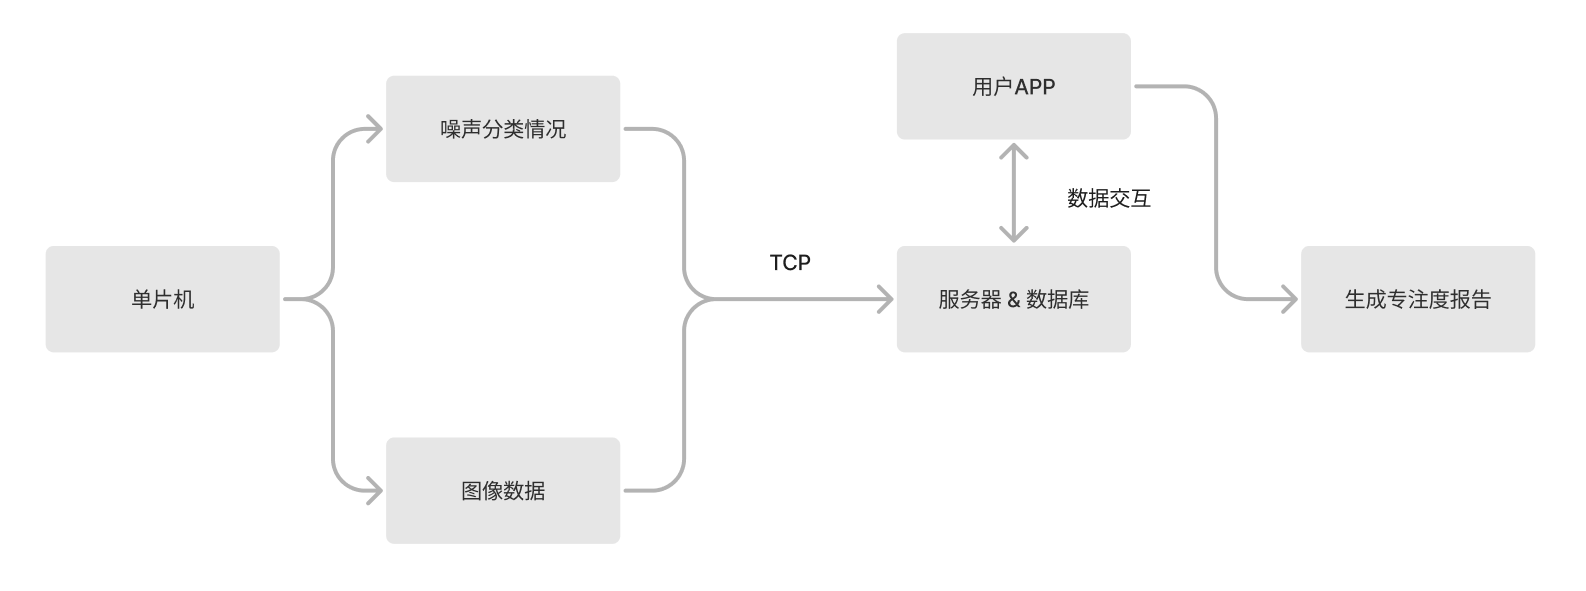 用户APP
噪声分类情况
数据交互
TCP
单片机
服务器 & 数据库
生成专注度报告
图像数据